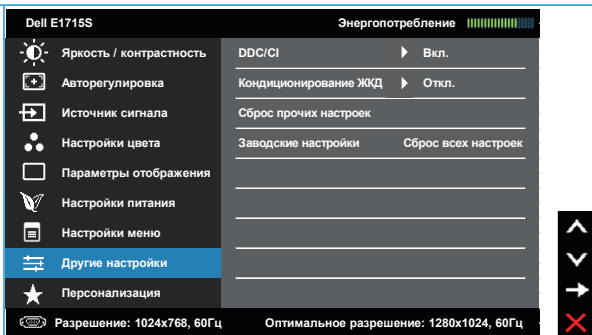 Dell E1715S Энергопотребление
Яркость / контрастность DDC/CI Вкл.
Авторегулировка Кондиционирование ЖКД Откл.
Источник сигнала Сброс прочих настроек
Настройки цвета Заводские настройки Сброс всех настроек
Параметры отображения
Настройки питания
Настройки меню
Другие настройки
Персонализация
Разрешение: 1024x768, 60Гц Оптимальное разрешение: 1280x1024, 60Гц